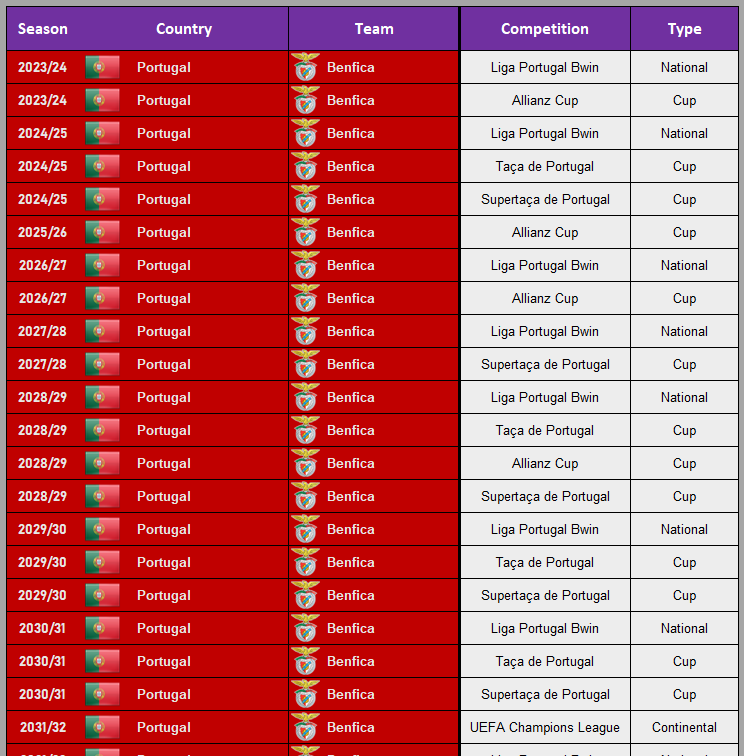 Season Country Team Competition Type
2023/24 Portugal Benfica Liga Portugal Bwin National
2023/24 Portugal Benfica Allianz Cup Cup
2024/25 Portugal Benfica Liga Portugal Bwin National
2024/25 Portugal Benfica Taça de Portugal Cup
2024/25 Portugal Benfica Supertaça de Portugal Cup
2025/26 Portugal Benfica Allianz Cup Cup
2026/27 Portugal Benfica Liga Portugal Bwin National
2026/27 Portugal Benfica Allianz Cup Cup
2027/28 Portugal Benfica Liga Portugal Bwin National
2027/28 Portugal Benfica Supertaça de Portugal Cup
2028/29 Portugal Benfica Liga Portugal Bwin National
2028/29 Portugal Benfica Taça de Portugal Cup
2028/29 Portugal Benfica Allianz Cup Cup
2028/29 Portugal Benfica Supertaça de Portugal Cup
2029/30 Portugal Benfica Liga Portugal Bwin National
2029/30 Portugal Benfica Taça de Portugal Cup
2029/30 Portugal Benfica Supertaça de Portugal Cup
2030/31 Portugal Benfica Liga Portugal Bwin National
2030/31 Portugal Benfica Taça de Portugal Cup
2030/31 Portugal Benfica Supertaça de Portugal Cup
2031/32 Portugal Benfica UEFA Champions League Continental